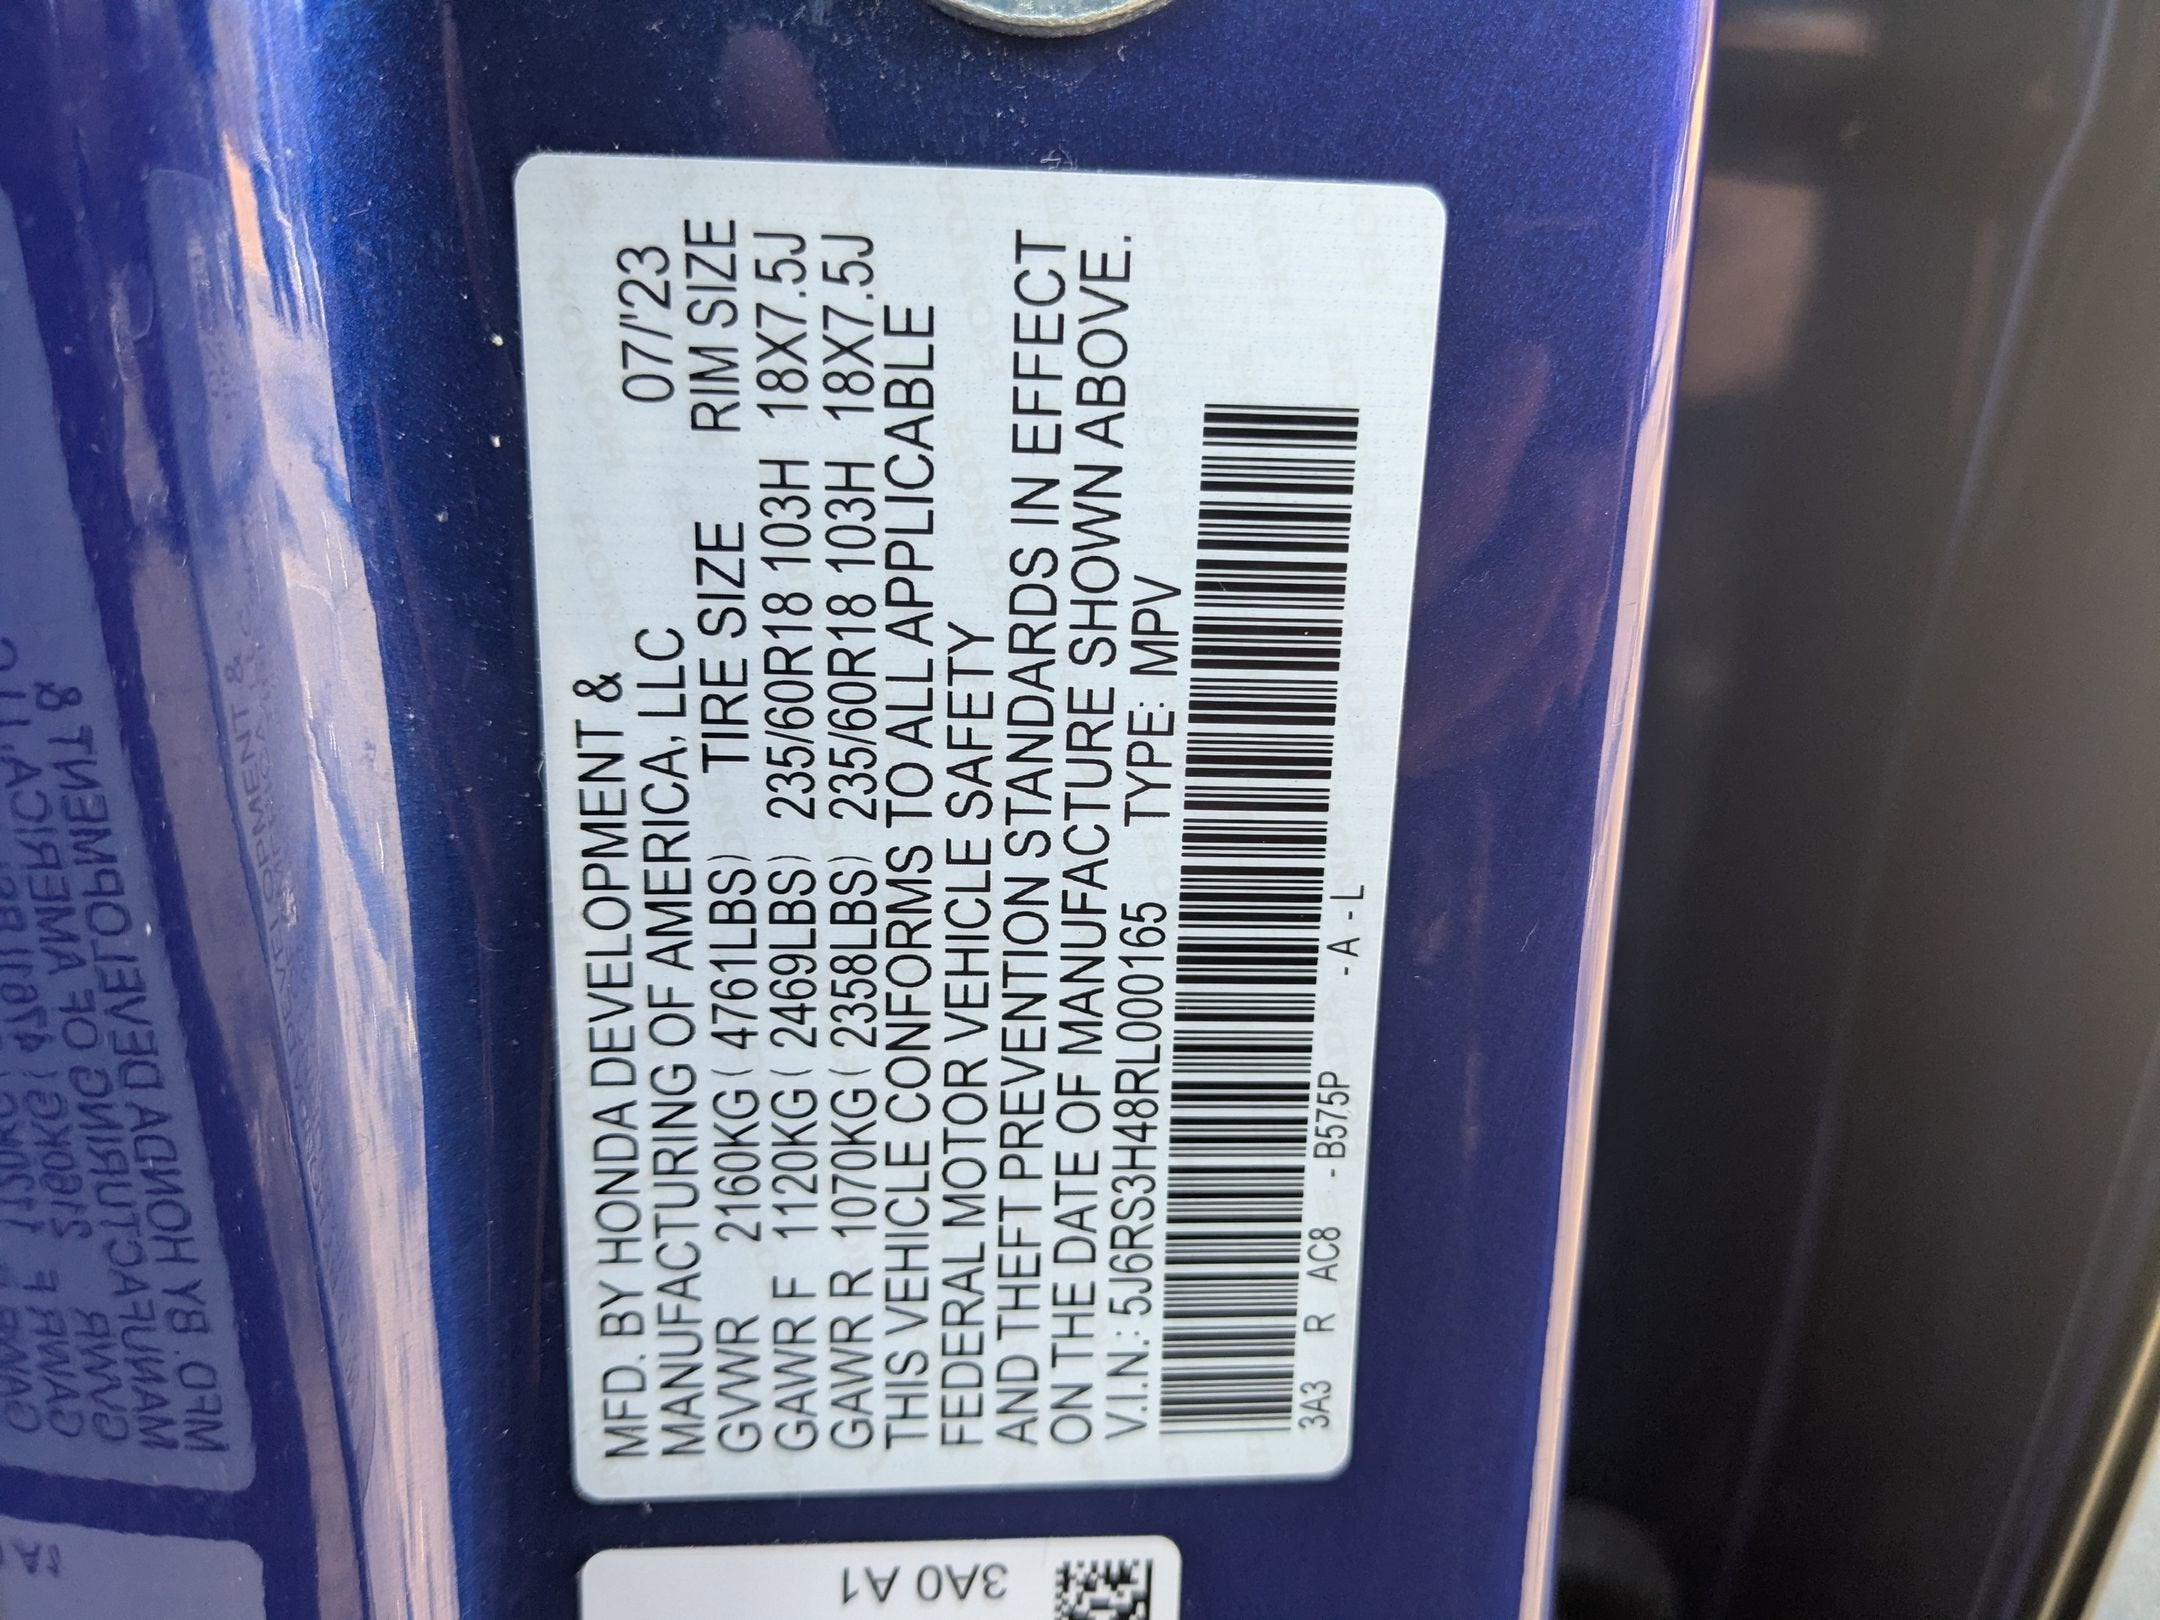 MFD. BY HONDA DEVELOPMENT &
MANUFACTURING OF AMERICA, LLC 07/'23
GVWR 2160KG ( 4761LBS) TIRE SIZE RIM SIZE
GAWR F 1120KG ( 2469LBS) 235/60R18 103H 18X7.5J
GAWR R 1070KG ( 2358LBS) 235/60R18 103H 18X7.5J
THIS VEHICLE CONFORMS TO ALL APPLICABLE
FEDERAL MOTOR VEHICLE SAFETY
AND THEFT PREVENTION STANDARDS IN EFFECT
ON THE DATE OF MANUFACTURE SHOWN ABOVE.
V.I.N.: 5J6RS3H48RL000165 TYPE: MPV
3A3 R AC8 - B575P - A - L
3A0 A1